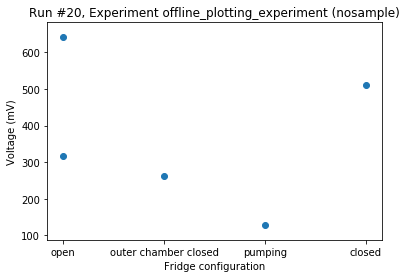 Run #20, Experiment offline_plotting_experiment (nosample)
600
500
400
300
200
100
Voltage (mV)
open
outer chamber closed
pumping
closed
Fridge configuration